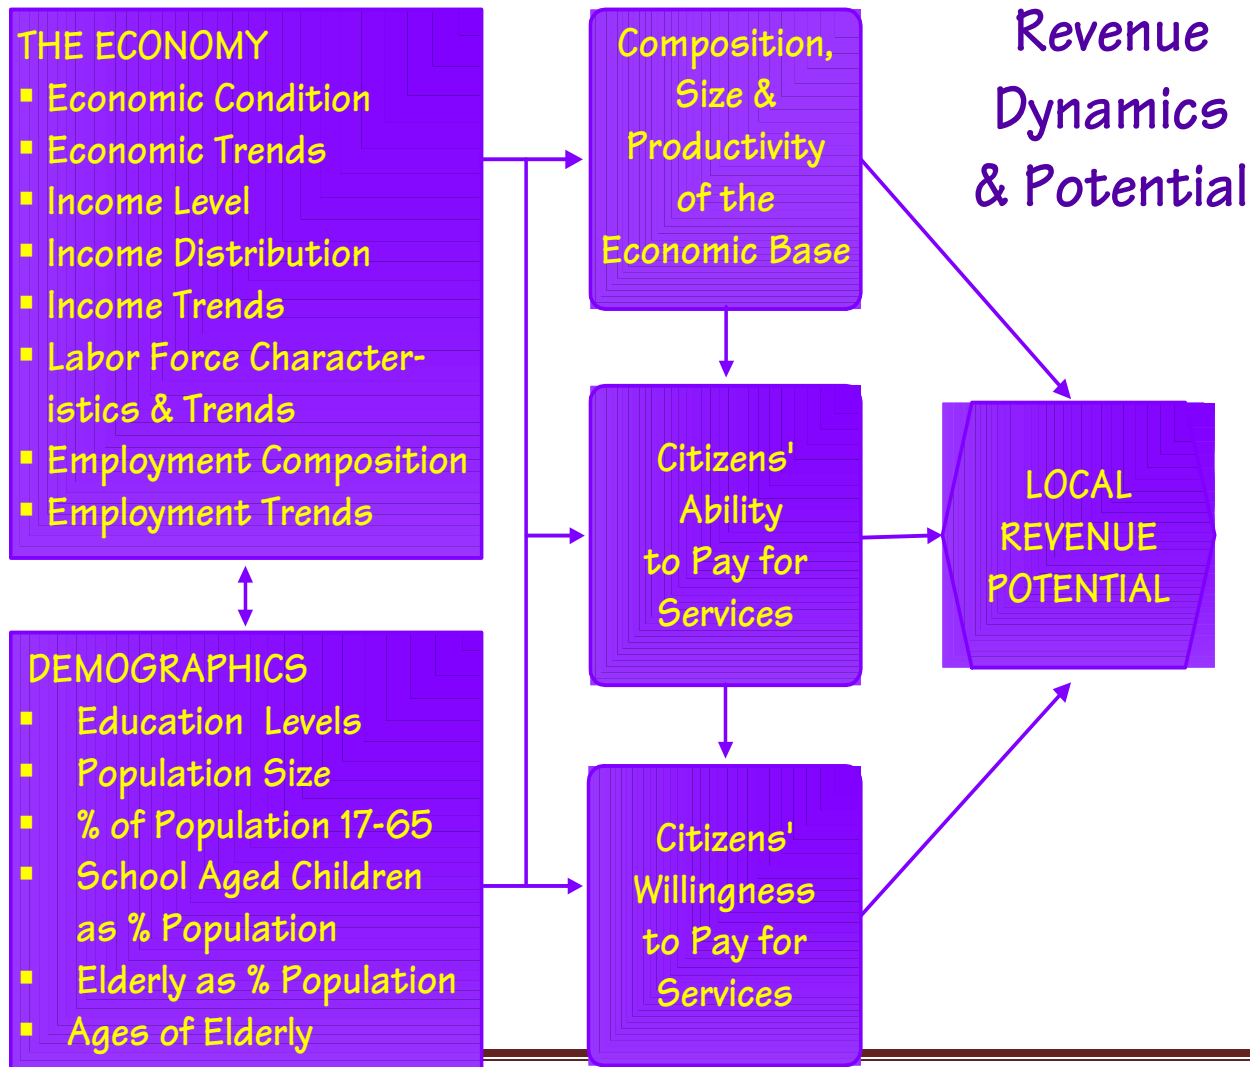 THE ECONOMY
▪ Economic Condition
▪ Economic Trends
▪ Income Level
▪ Income Distribution
▪ Income Trends
▪ Labor Force Character-
istics & Trends
▪ Employment Composition
▪ Employment Trends
DEMOGRAPHICS
▪ Education Levels
▪ Population Size
▪ % of Population 17-65
▪ School Aged Children
as % Population
▪ Elderly as % Population
▪ Ages of Elderly
Composition,
Size &
Productivity
of the
Economic Base
Citizens'
Ability
to Pay for
Services
Citizens'
Willingness
to Pay for
Services
Revenue
Dynamics
& Potential
LOCAL
REVENUE
POTENTIAL